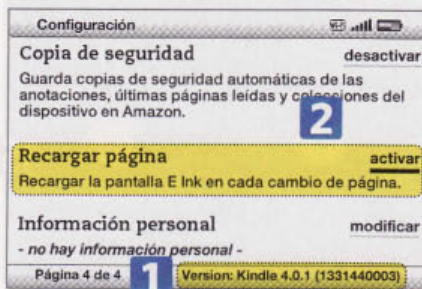 Configuración
Copia de seguridad desactivar
Guarda copias de seguridad automáticas de las
anotaciones, últimas páginas leídas y colecciones del
dispositivo en Amazon.
2
Recargar página activar
Recargar la pantalla E Ink en cada cambio de página.
Información personal modificar
- no hay información personal -
Página 4 de 4 1 Version: Kindle 4.0.1 (1331440003)